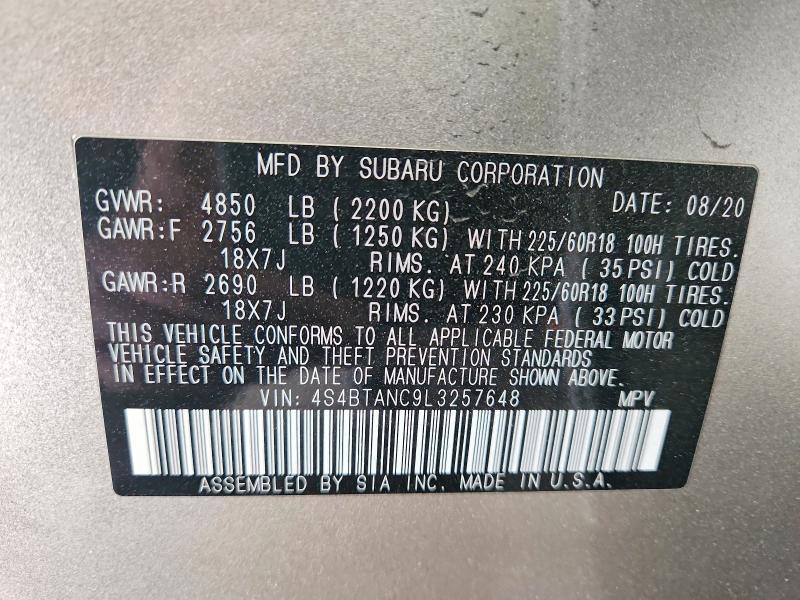 MFD BY SUBARU CORPORATION
GVWR: 4850 LB ( 2200 KG) DATE: 08/20
GAWR:F 2756 LB ( 1250 KG) WITH 225/60R18 100H TIRES.
18X7J RIMS. AT 240 KPA ( 35 PSI) COLD
GAWR:R 2690 LB ( 1220 KG) WITH 225/60R18 100H TIRES.
18X7J RIMS. AT 230 KPA ( 33 PSI) COLD
THIS VEHICLE CONFORMS TO ALL APPLICABLE FEDERAL MOTOR
VEHICLE SAFETY AND THEFT PREVENTION STANDARDS
IN EFFECT ON THE DATE OF MANUFACTURE SHOWN ABOVE.
VIN: 4S4BTANC9L3257648 MPV
ASSEMBLED BY SIA INC. MADE IN U.S.A.